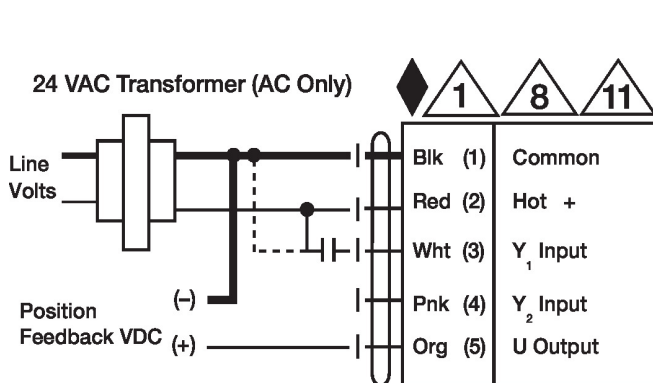 24 VAC Transformer (AC Only)
1 8 11
Line
Volts
Blk (1) Common
Red (2) Hot +
Wht (3) Y1 Input
Pnk (4) Y2 Input
Org (5) U Output
Position
Feedback VDC
(–)
(+)